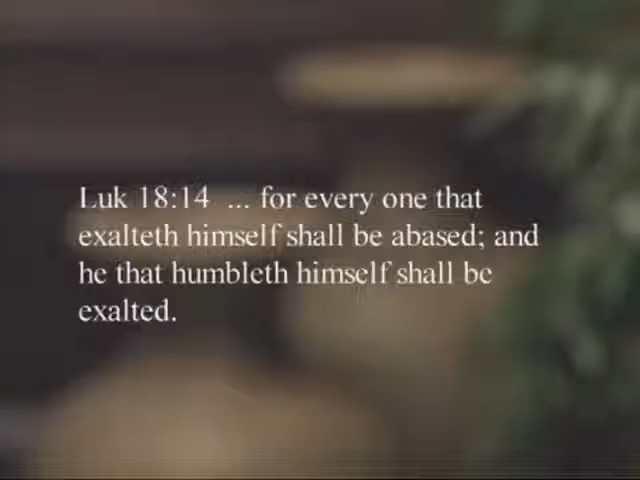 Luk 18:14 ... for every one that
exalteth himself shall be abased; and
he that humbleth himself shall be
exalted.